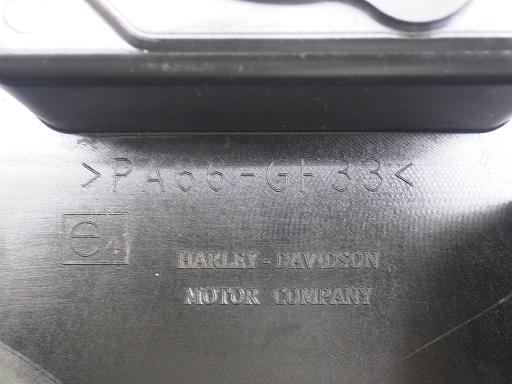 >PA66-GF33<
e4
HARLEY-DAVIDSON
MOTOR COMPANY